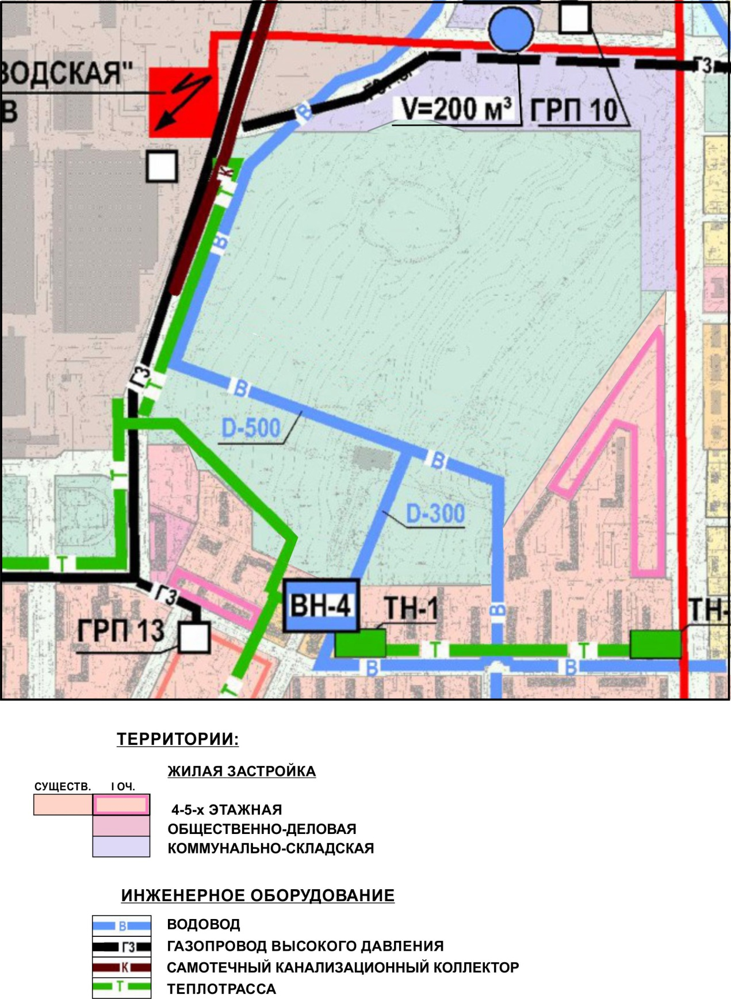 ВОДСКАЯ"
В
Г3
V=200 м³
ГРП 10
В
К
Т
В
Г3
Т
В
D-500
В
Т
D-300
Т
Г3
ВН-4
ТН-1
ТН-
В
ГРП 13
Т
Т
В
В
Т
ТЕРРИТОРИИ:
ЖИЛАЯ ЗАСТРОЙКА
СУЩЕСТВ. I ОЧ.
4-5-х ЭТАЖНАЯ
ОБЩЕСТВЕННО-ДЕЛОВАЯ
КОММУНАЛЬНО-СКЛАДСКАЯ
ИНЖЕНЕРНОЕ ОБОРУДОВАНИЕ
В ВОДОВОД
Г3 ГАЗОПРОВОД ВЫСОКОГО ДАВЛЕНИЯ
К САМОТЕЧНЫЙ КАНАЛИЗАЦИОННЫЙ КОЛЛЕКТОР
Т ТЕПЛОТРАССА